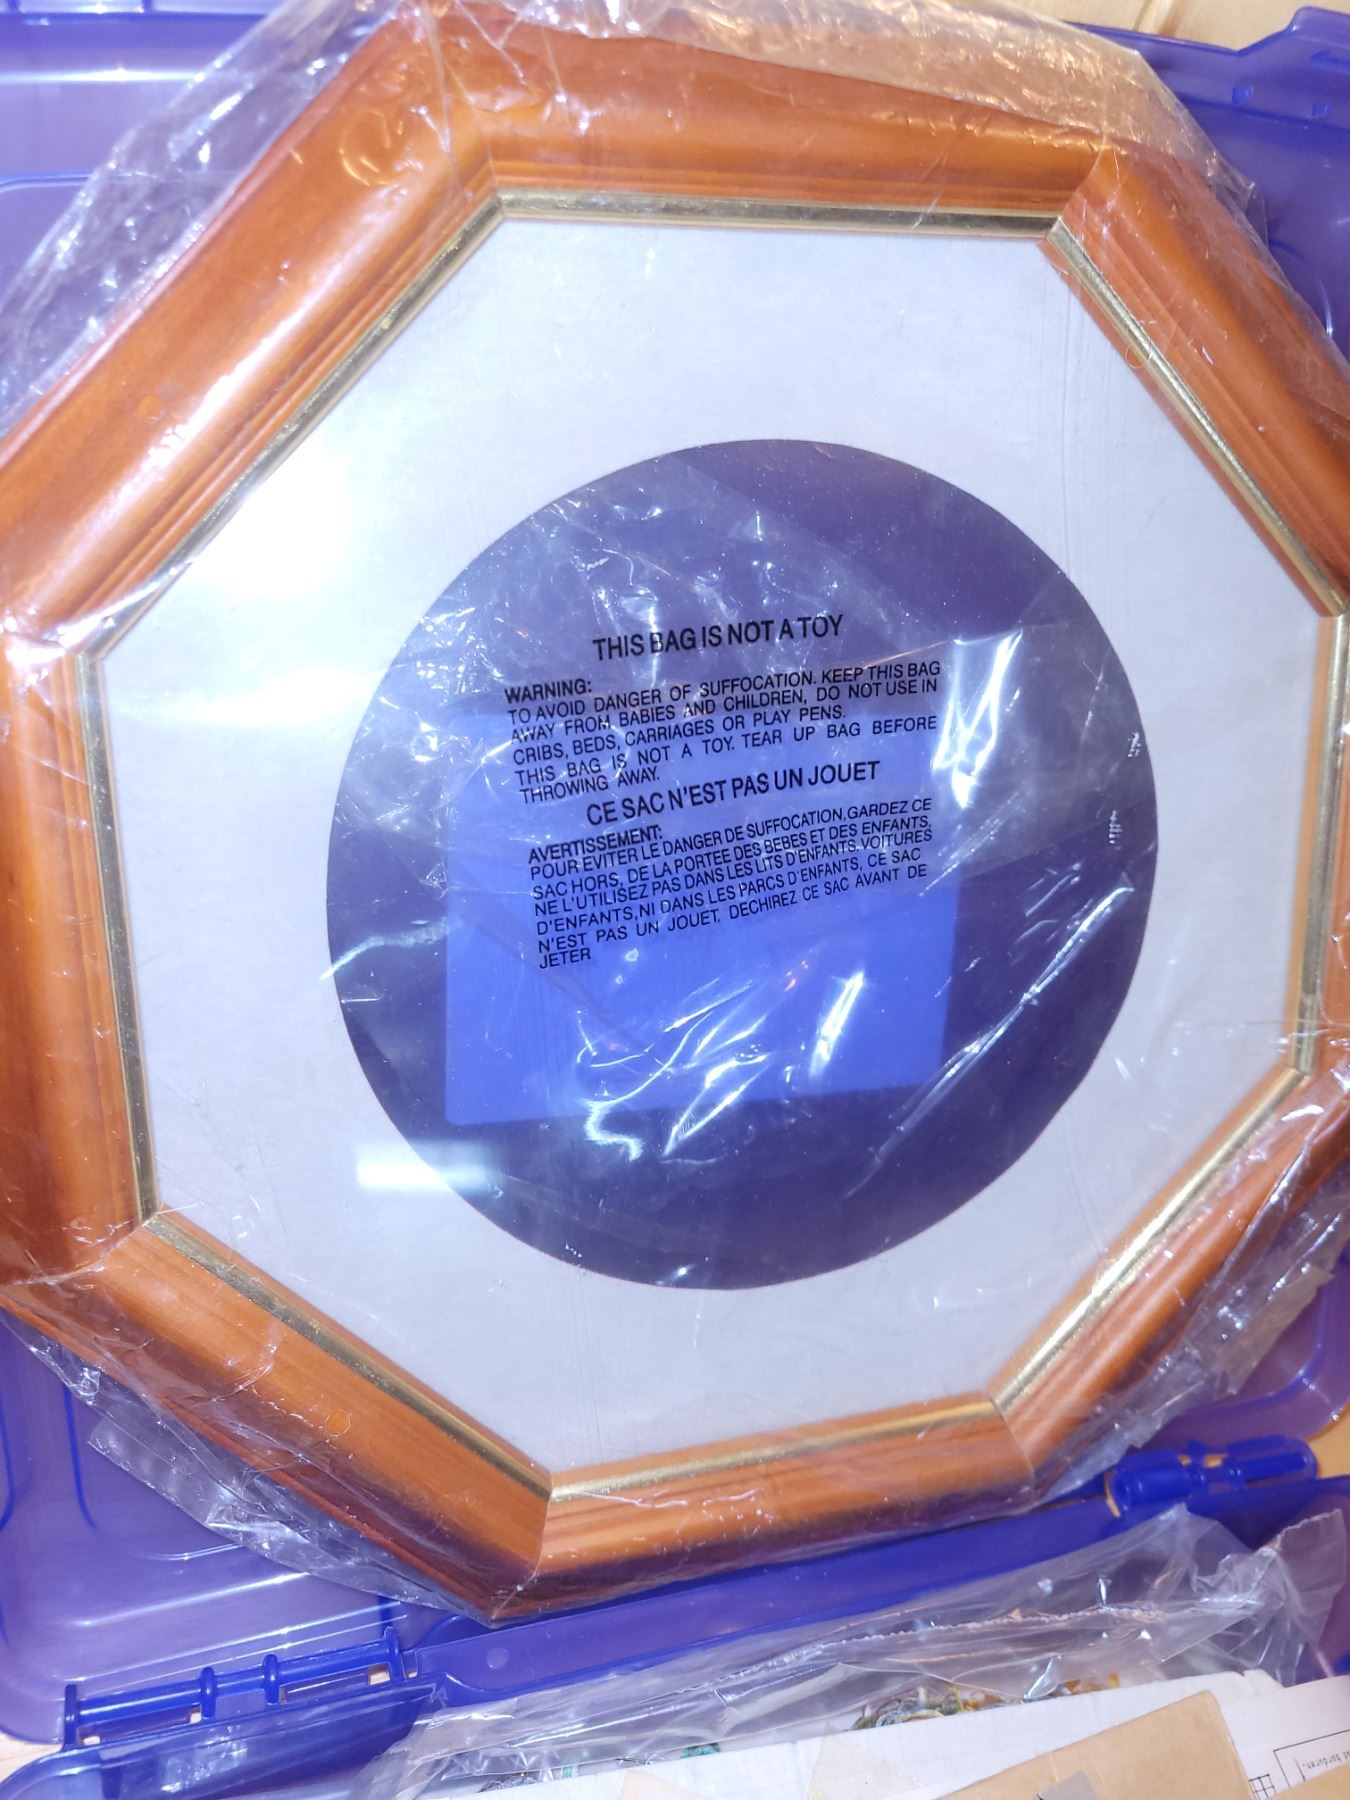 THIS BAG IS NOT A TOY
WARNING:
TO AVOID DANGER OF SUFFOCATION. KEEP THIS BAG
AWAY FROM BABIES AND CHILDREN, DO NOT USE IN
CRIBS, BEDS, CARRIAGES OR PLAY PENS.
THIS BAG IS NOT A TOY. TEAR UP BAG BEFORE
THROWING AWAY.
CE SAC N'EST PAS UN JOUET
AVERTISSEMENT:
POUR EVITER LE DANGER DE SUFFOCATION, GARDEZ CE
SAC HORS, DE LA PORTEE DES BEBES ET DES ENFANTS,
NE L'UTILISEZ PAS DANS LES LITS D'ENFANTS. VOITURES
D'ENFANTS, NI DANS LES PARCS D'ENFANTS, CE SAC
N'EST PAS UN JOUET, DECHIREZ CE SAC AVANT DE
JETER